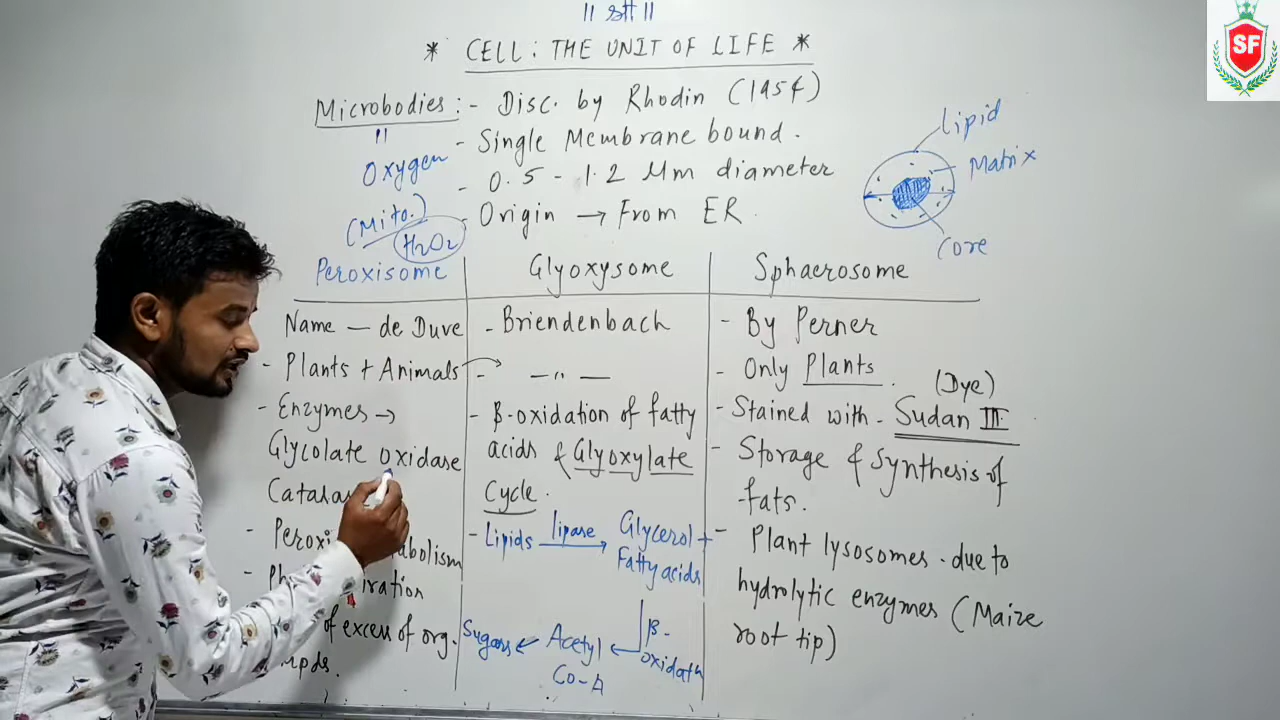 || श्री ||
* CELL : THE UNIT OF LIFE *
SF
Microbodies :- Disc. by Rhodin (1954)
- Single Membrane bound.
- 0.5 - 1.2 μm diameter
- Origin → From ER
"
Oxygen
(Mito.)
H₂O₂
Lipid
Matrix
Core
Peroxisome
Name — de Duve
- Plants + Animals
- Enzymes →
Glycolate oxidase
of excess of org.
Glyoxysome
- Briendenbach
- — " —
- β-oxidation of fatty
acids & Glyoxylate
Cycle.
- Lipids lipase → Glycerol +
Fatty acids
β-
oxidatn
Acetyl
Co-A
Sugars
Sphaerosome
- By Perner
- Only Plants.
(Dye)
- Stained with - Sudan III
- Storage & Synthesis of
fats.
- Plant lysosomes - due to
hydrolytic enzymes (Maize
root tip)